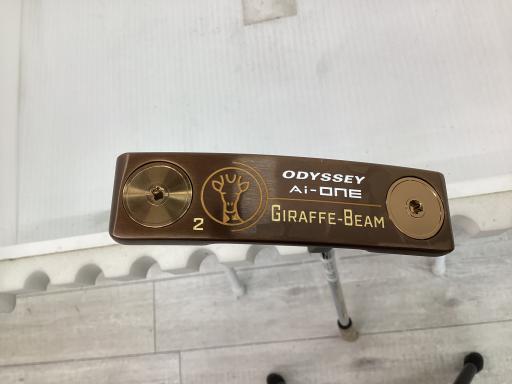 ODYSSEY
Ai-ONE
GIRAFFE-BEAM
2